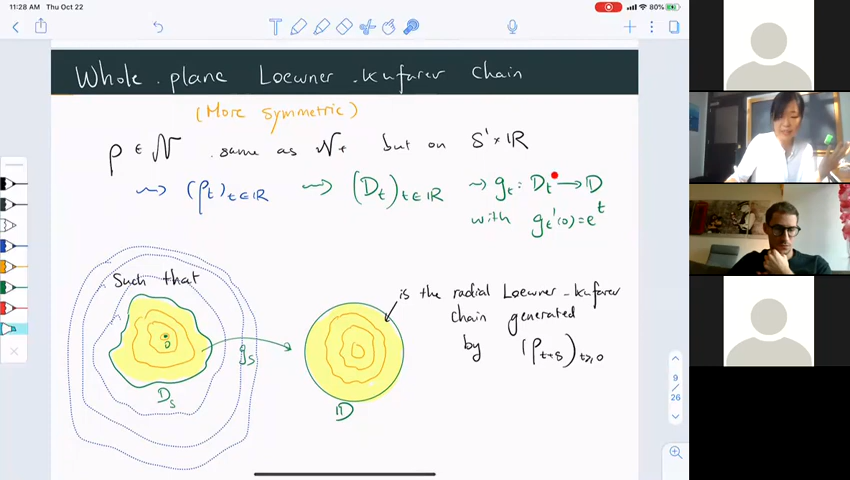 11:28 AM Thu Oct 22
80%
Whole-plane Loewner-Kufarev Chain
(More symmetric)
ρ ∈ N same as N+ but on S¹ × ℝ
⇝ (ρt)t∈ℝ ⇝ (Dt)t∈ℝ ⇝ gt : Dt → 𝔻
with gt'(0) = e^t
Such that
0
gs
Ds
𝔻
is the radial Loewner-Kufarev
chain generated
by (ρt+s)t≥0
9
/
26